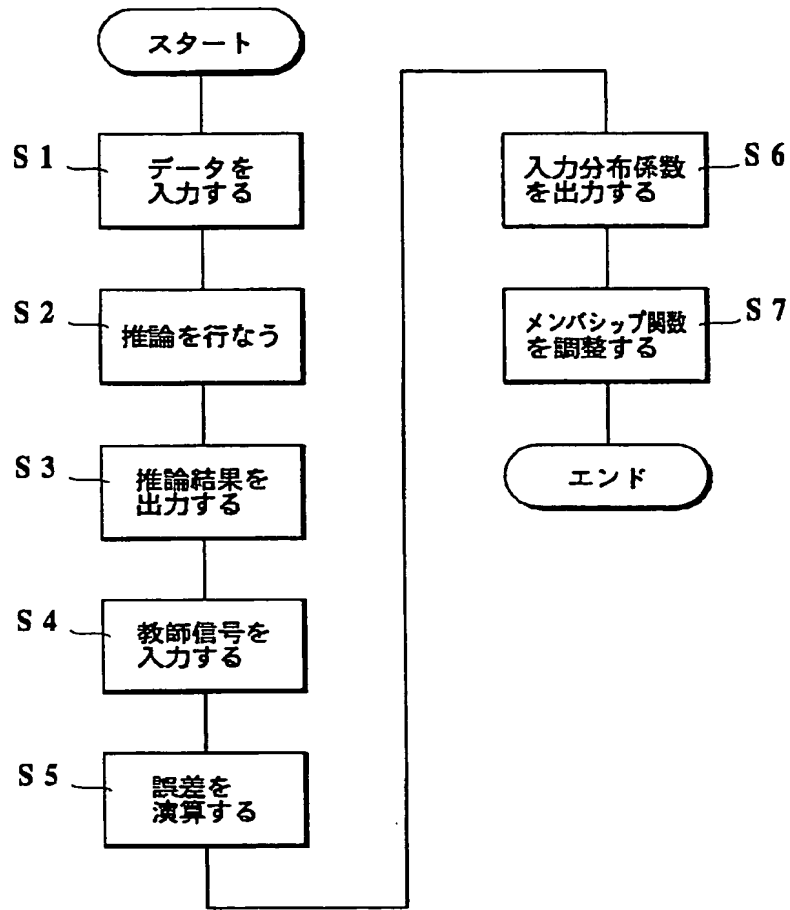 スタート
S 1
データを
入力する
S 2
推論を行なう
S 3
推論結果を
出力する
S 4
教師信号を
入力する
S 5
誤差を
演算する
S 6
入力分布係数
を出力する
S 7
メンバシップ関数
を調整する
エンド